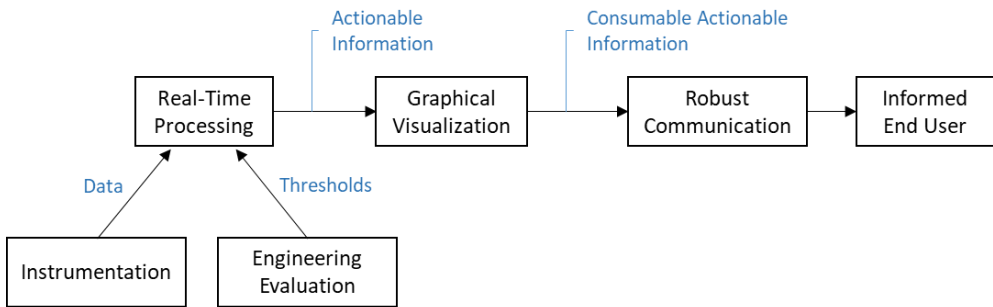 Actionable
Information
Consumable Actionable
Information
Real-Time
Processing
Graphical
Visualization
Robust
Communication
Informed
End User
Data
Thresholds
Instrumentation
Engineering
Evaluation